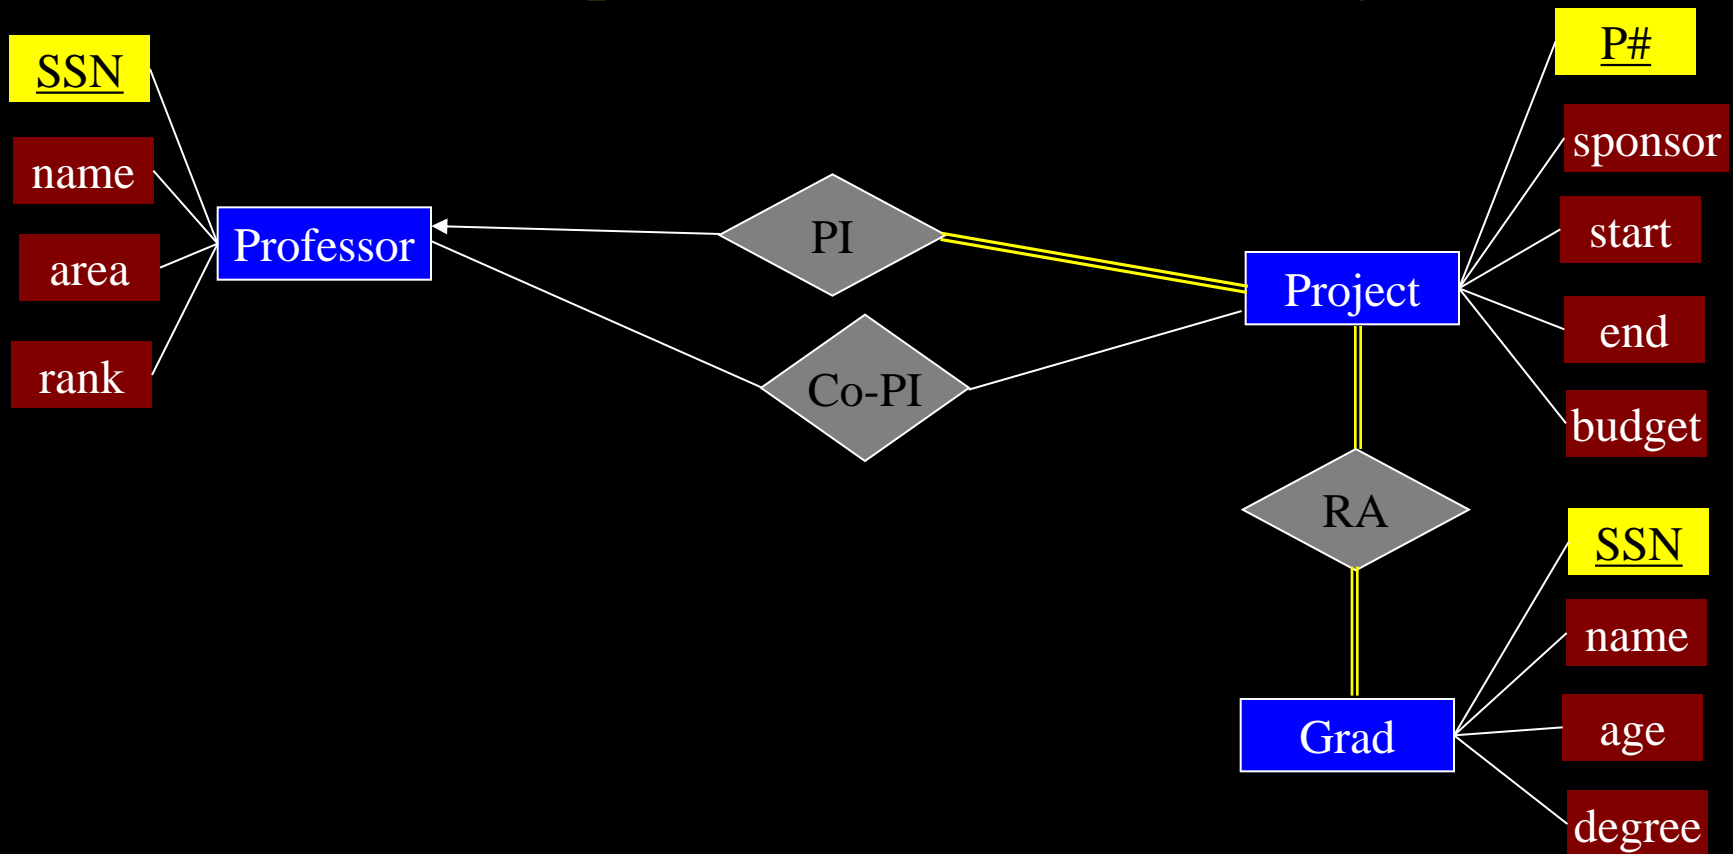 SSN
name
area
rank
Professor
PI
Co-PI
Project
P#
sponsor
start
end
budget
RA
Grad
SSN
name
age
degree